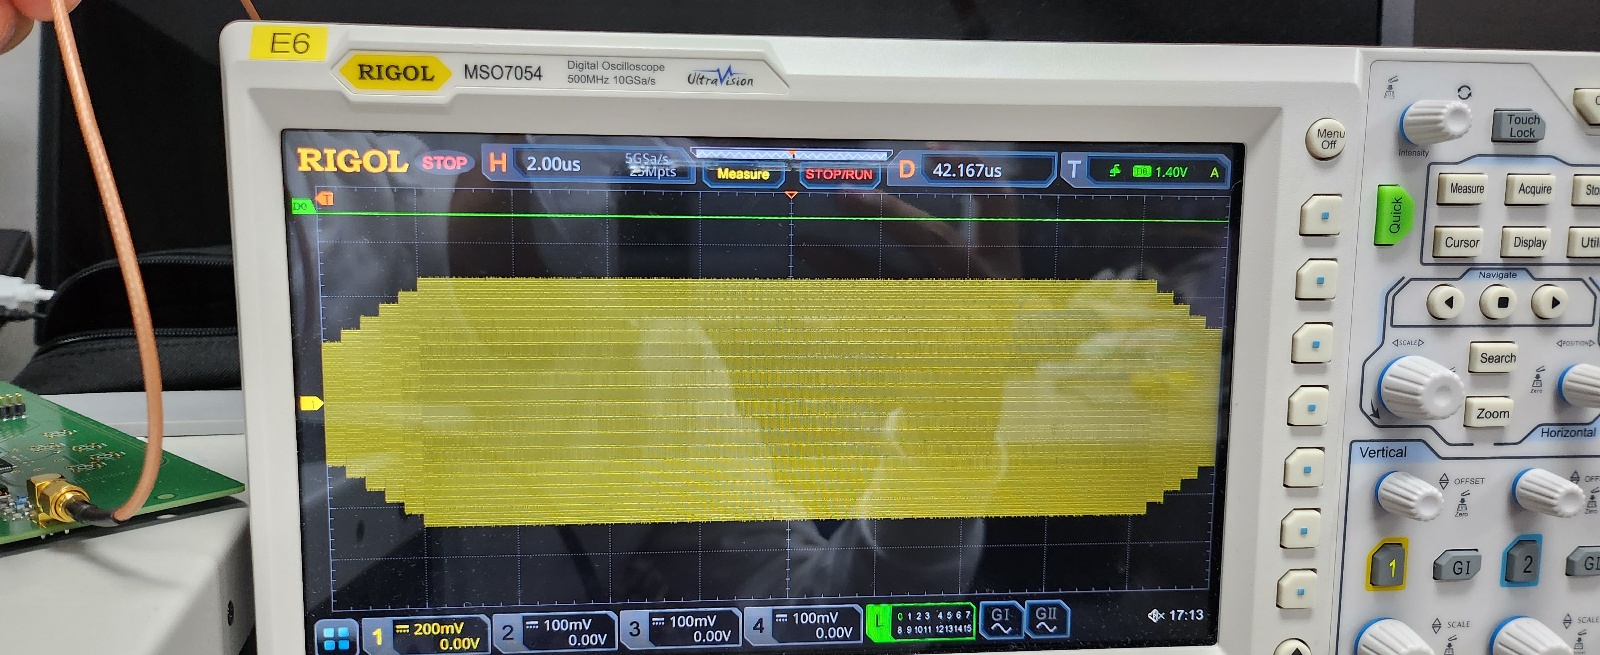 E6
RIGOL MSO7054 Digital Oscilloscope UltraVision
500MHz 10GSa/s
RIGOL STOP H 2.00us 5GSa/s Measure STOP/RUN D 42.167us T D0 1.40V A
25Mpts
D0 T
1
1 200mV 2 100mV 3 100mV 4 100mV L 0 1 2 3 4 5 6 7 GI GII 17:13
0.00V 0.00V 0.00V 0.00V 8 9 10 11 12 13 14 15
Menu
Off
Intensity
Touch
Lock
Quick
Measure Acquire
Cursor Display
Navigate
SCALE POSITION
Search
Zero
Zoom
Horizontal
Vertical
OFFSET
Zero
1 GI 2
SCALE SCALE